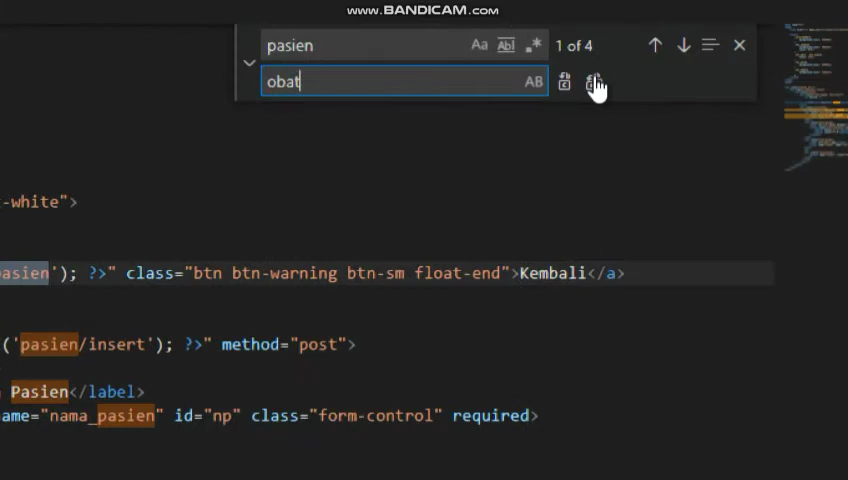 www.BANDICAM.com
pasien Aa Abl .* 1 of 4
obat AB
-white">
pasien'); ?>" class="btn btn-warning btn-sm float-end">Kembali</a>
('pasien/insert'); ?>" method="post">
Pasien</label>
ame="nama_pasien" id="np" class="form-control" required>